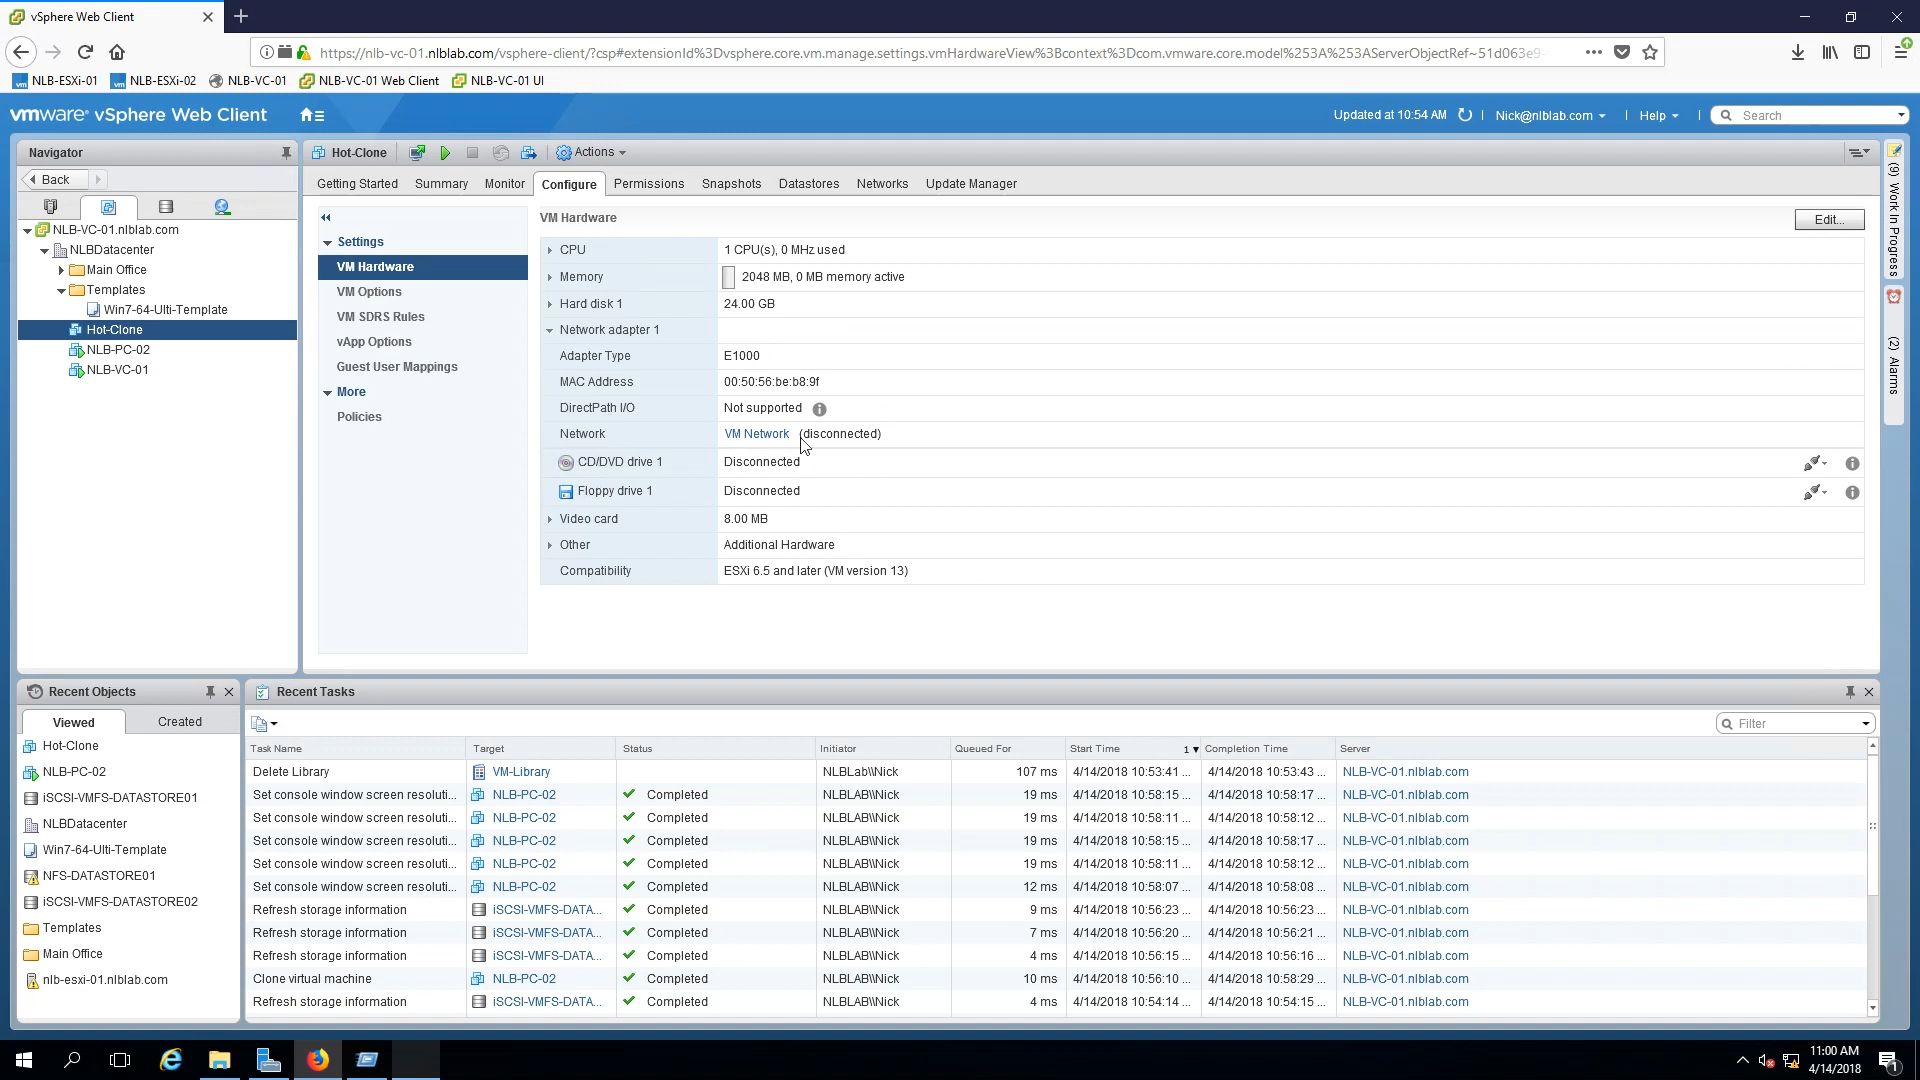 vSphere Web Client
https://nlb-vc-01.nlblab.com/vsphere-client/?csp#extensionId%3Dvsphere.core.vm.manage.settings.vmHardwareView%3Bcontext%3Dcom.vmware.core.model%253A%253AServerObjectRef~51d063e9-
NLB-ESXi-01 NLB-ESXi-02 NLB-VC-01 NLB-VC-01 Web Client NLB-VC-01 UI
vmware® vSphere Web Client
Updated at 10:54 AM Nick@nlblab.com Help Search
Navigator
Back
NLB-VC-01.nlblab.com
NLBDatacenter
Main Office
Templates
Win7-64-Ulti-Template
Hot-Clone
NLB-PC-02
NLB-VC-01
Hot-Clone Actions
Getting Started Summary Monitor Configure Permissions Snapshots Datastores Networks Update Manager
Settings
VM Hardware
VM Options
VM SDRS Rules
vApp Options
Guest User Mappings
More
Policies
VM Hardware Edit...
CPU 1 CPU(s), 0 MHz used
Memory 2048 MB, 0 MB memory active
Hard disk 1 24.00 GB
Network adapter 1
Adapter Type E1000
MAC Address 00:50:56:be:b8:9f
DirectPath I/O Not supported
Network VM Network (disconnected)
CD/DVD drive 1 Disconnected
Floppy drive 1 Disconnected
Video card 8.00 MB
Other Additional Hardware
Compatibility ESXi 6.5 and later (VM version 13)
(9) Work In Progress
(2) Alarms
Recent Objects
Viewed Created
Hot-Clone
NLB-PC-02
iSCSI-VMFS-DATASTORE01
NLBDatacenter
Win7-64-Ulti-Template
NFS-DATASTORE01
iSCSI-VMFS-DATASTORE02
Templates
Main Office
nlb-esxi-01.nlblab.com
Recent Tasks
Filter
Task Name Target Status Initiator Queued For Start Time 1 Completion Time Server
Delete Library VM-Library NLBLab\\Nick 107 ms 4/14/2018 10:53:41 ... 4/14/2018 10:53:43 ... NLB-VC-01.nlblab.com
Set console window screen resoluti... NLB-PC-02 Completed NLBLAB\\Nick 19 ms 4/14/2018 10:58:15 ... 4/14/2018 10:58:17 ... NLB-VC-01.nlblab.com
Set console window screen resoluti... NLB-PC-02 Completed NLBLAB\\Nick 19 ms 4/14/2018 10:58:11 ... 4/14/2018 10:58:12 ... NLB-VC-01.nlblab.com
Set console window screen resoluti... NLB-PC-02 Completed NLBLAB\\Nick 19 ms 4/14/2018 10:58:15 ... 4/14/2018 10:58:17 ... NLB-VC-01.nlblab.com
Set console window screen resoluti... NLB-PC-02 Completed NLBLAB\\Nick 19 ms 4/14/2018 10:58:11 ... 4/14/2018 10:58:12 ... NLB-VC-01.nlblab.com
Set console window screen resoluti... NLB-PC-02 Completed NLBLAB\\Nick 12 ms 4/14/2018 10:58:07 ... 4/14/2018 10:58:08 ... NLB-VC-01.nlblab.com
Refresh storage information iSCSI-VMFS-DATA... Completed NLBLAB\\Nick 9 ms 4/14/2018 10:56:23 ... 4/14/2018 10:56:23 ... NLB-VC-01.nlblab.com
Refresh storage information iSCSI-VMFS-DATA... Completed NLBLAB\\Nick 7 ms 4/14/2018 10:56:20 ... 4/14/2018 10:56:21 ... NLB-VC-01.nlblab.com
Refresh storage information iSCSI-VMFS-DATA... Completed NLBLAB\\Nick 4 ms 4/14/2018 10:56:15 ... 4/14/2018 10:56:16 ... NLB-VC-01.nlblab.com
Clone virtual machine NLB-PC-02 Completed NLBLAB\\Nick 10 ms 4/14/2018 10:56:10 ... 4/14/2018 10:58:29 ... NLB-VC-01.nlblab.com
Refresh storage information iSCSI-VMFS-DATA... Completed NLBLAB\\Nick 4 ms 4/14/2018 10:54:14 ... 4/14/2018 10:54:15 ... NLB-VC-01.nlblab.com
11:00 AM
4/14/2018
1